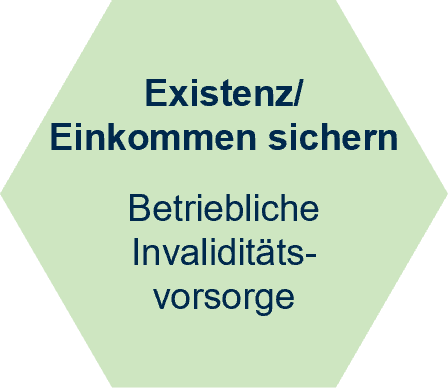 Existenz/
Einkommen sichern
Betriebliche
Invaliditäts-
vorsorge